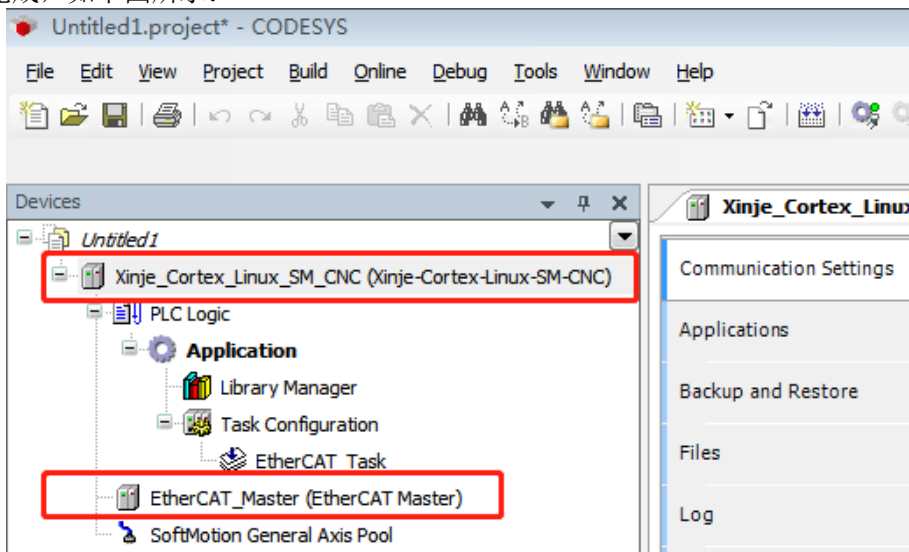 Untitled1.project* - CODESYS
File Edit View Project Build Online Debug Tools Window Help
Devices
Untitled1
Xinje_Cortex_Linux_SM_CNC (Xinje-Cortex-Linux-SM-CNC)
PLC Logic
Application
Library Manager
Task Configuration
EtherCAT_Task
EtherCAT_Master (EtherCAT Master)
SoftMotion General Axis Pool
Xinje_Cortex_Linux
Communication Settings
Applications
Backup and Restore
Files
Log